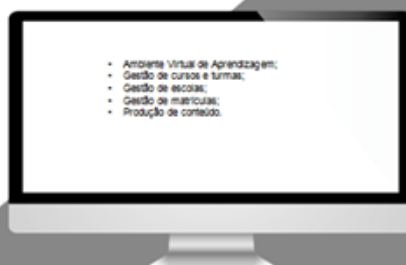 • Ambiente Virtual de Aprendizagem;
• Gestão de cursos e turmas;
• Gestão de escolas;
• Gestão de matrículas;
• Produção de conteúdo.